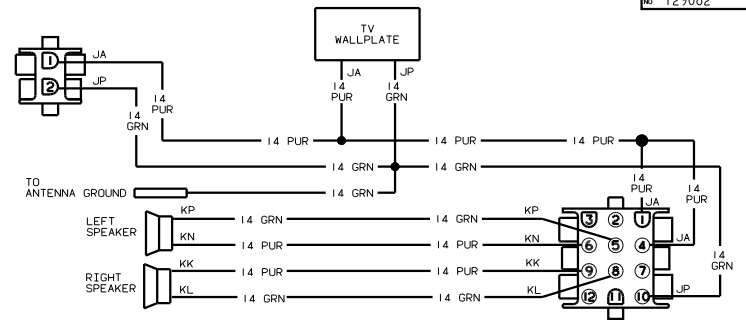 NO 129082
TV
WALLPLATE
1
JA
2
JP
JA
JP
14
PUR
14
GRN
14
PUR
14
GRN
14 PUR
14 PUR
14 PUR
14 GRN
14 GRN
TO
ANTENNA GROUND
14 GRN
14
PUR
14
PUR
JA
LEFT
SPEAKER
KP
14 GRN
14 GRN
KP
3
2
1
KN
14 PUR
14 PUR
KN
6
5
4
JA
14
GRN
RIGHT
SPEAKER
KK
14 PUR
14 PUR
KK
9
8
7
KL
14 GRN
14 GRN
KL
12
11
10
JP